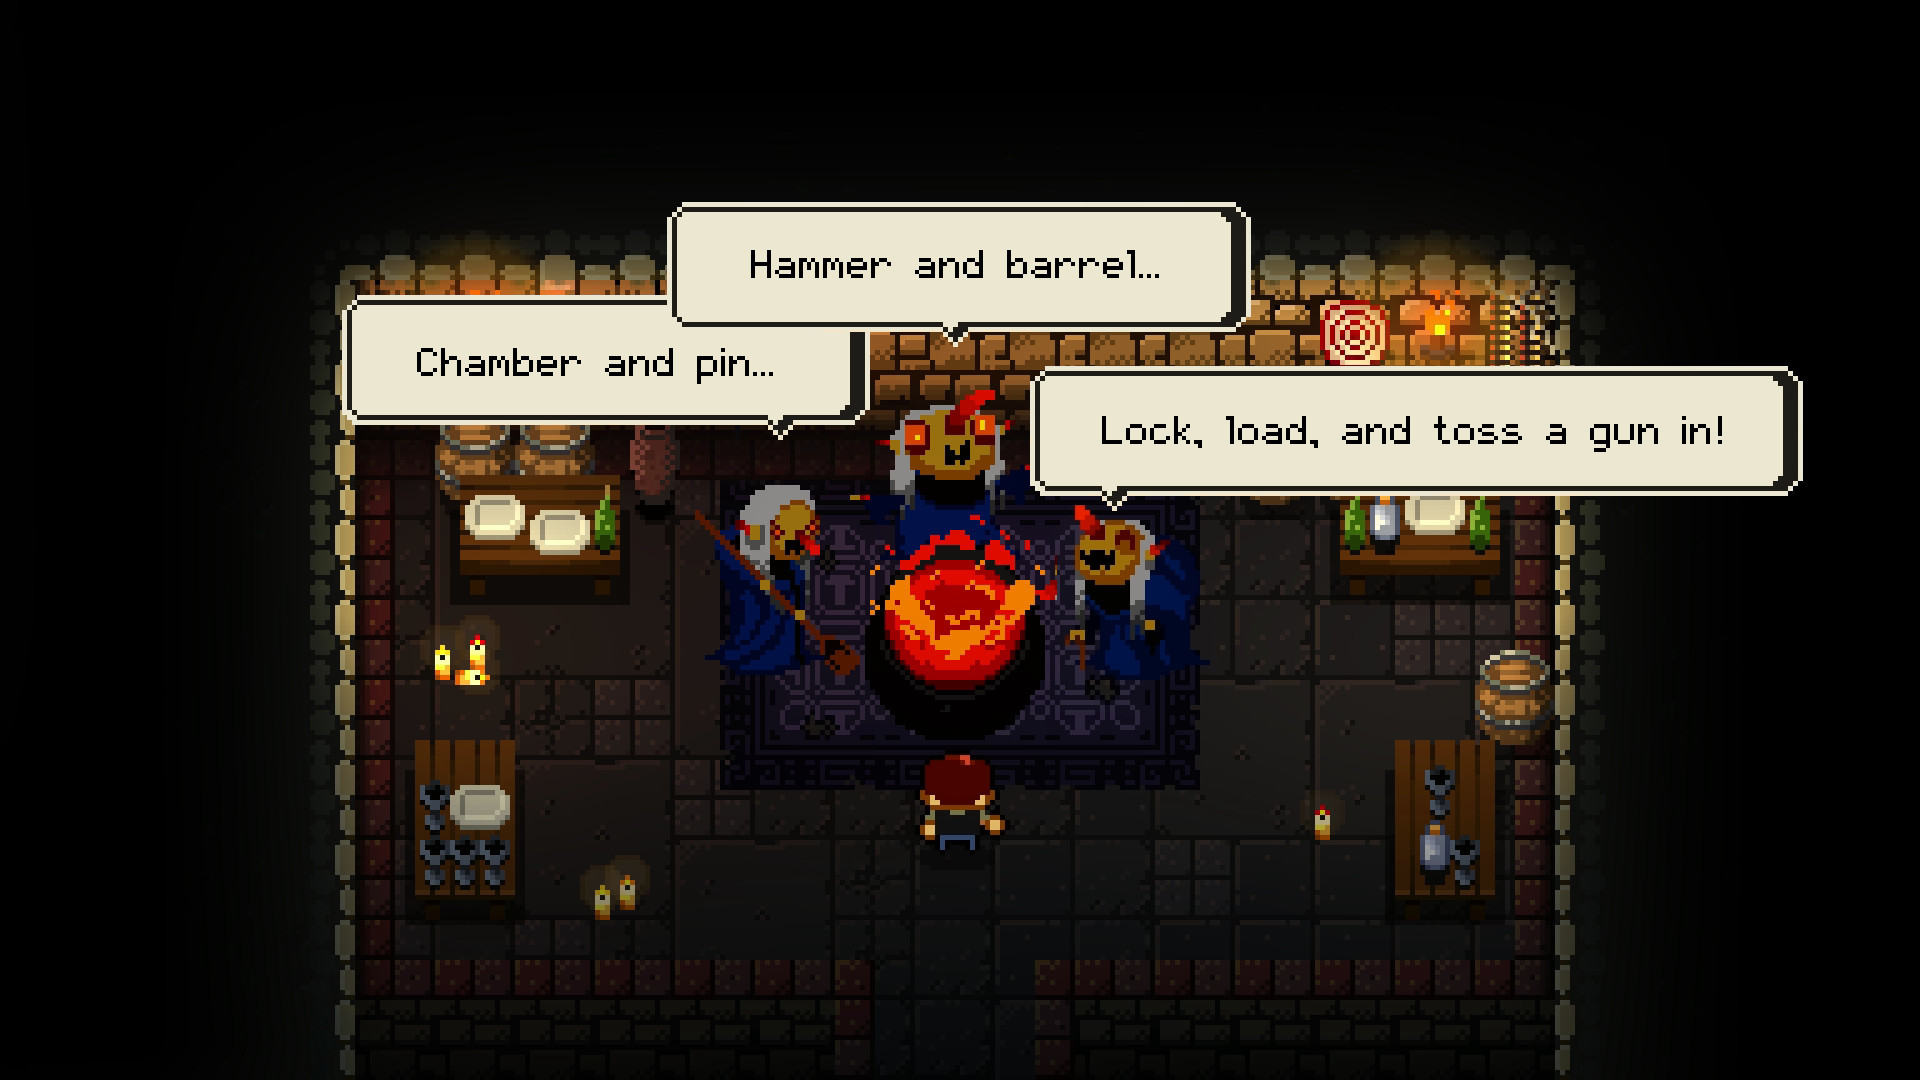 Hammer and barrel…
Chamber and pin…
Lock, load, and toss a gun in!